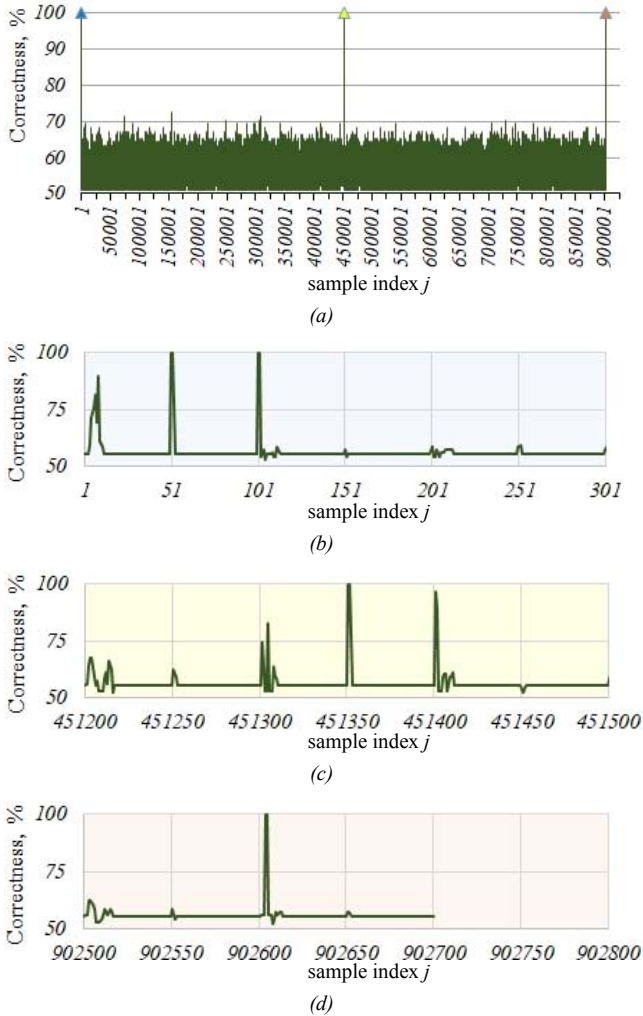 Correctness, %
100
90
80
70
60
50
1 50001 100001 150001 200001 250001 300001 350001 400001 450001 500001 550001 600001 650001 700001 750001 800001 850001 900001
sample index j
(a)
Correctness, %
100
75
50
1 51 101 151 201 251 301
sample index j
(b)
Correctness, %
100
75
50
451200 451250 451300 451350 451400 451450 451500
sample index j
(c)
Correctness, %
100
75
50
902500 902550 902600 902650 902700 902750 902800
sample index j
(d)